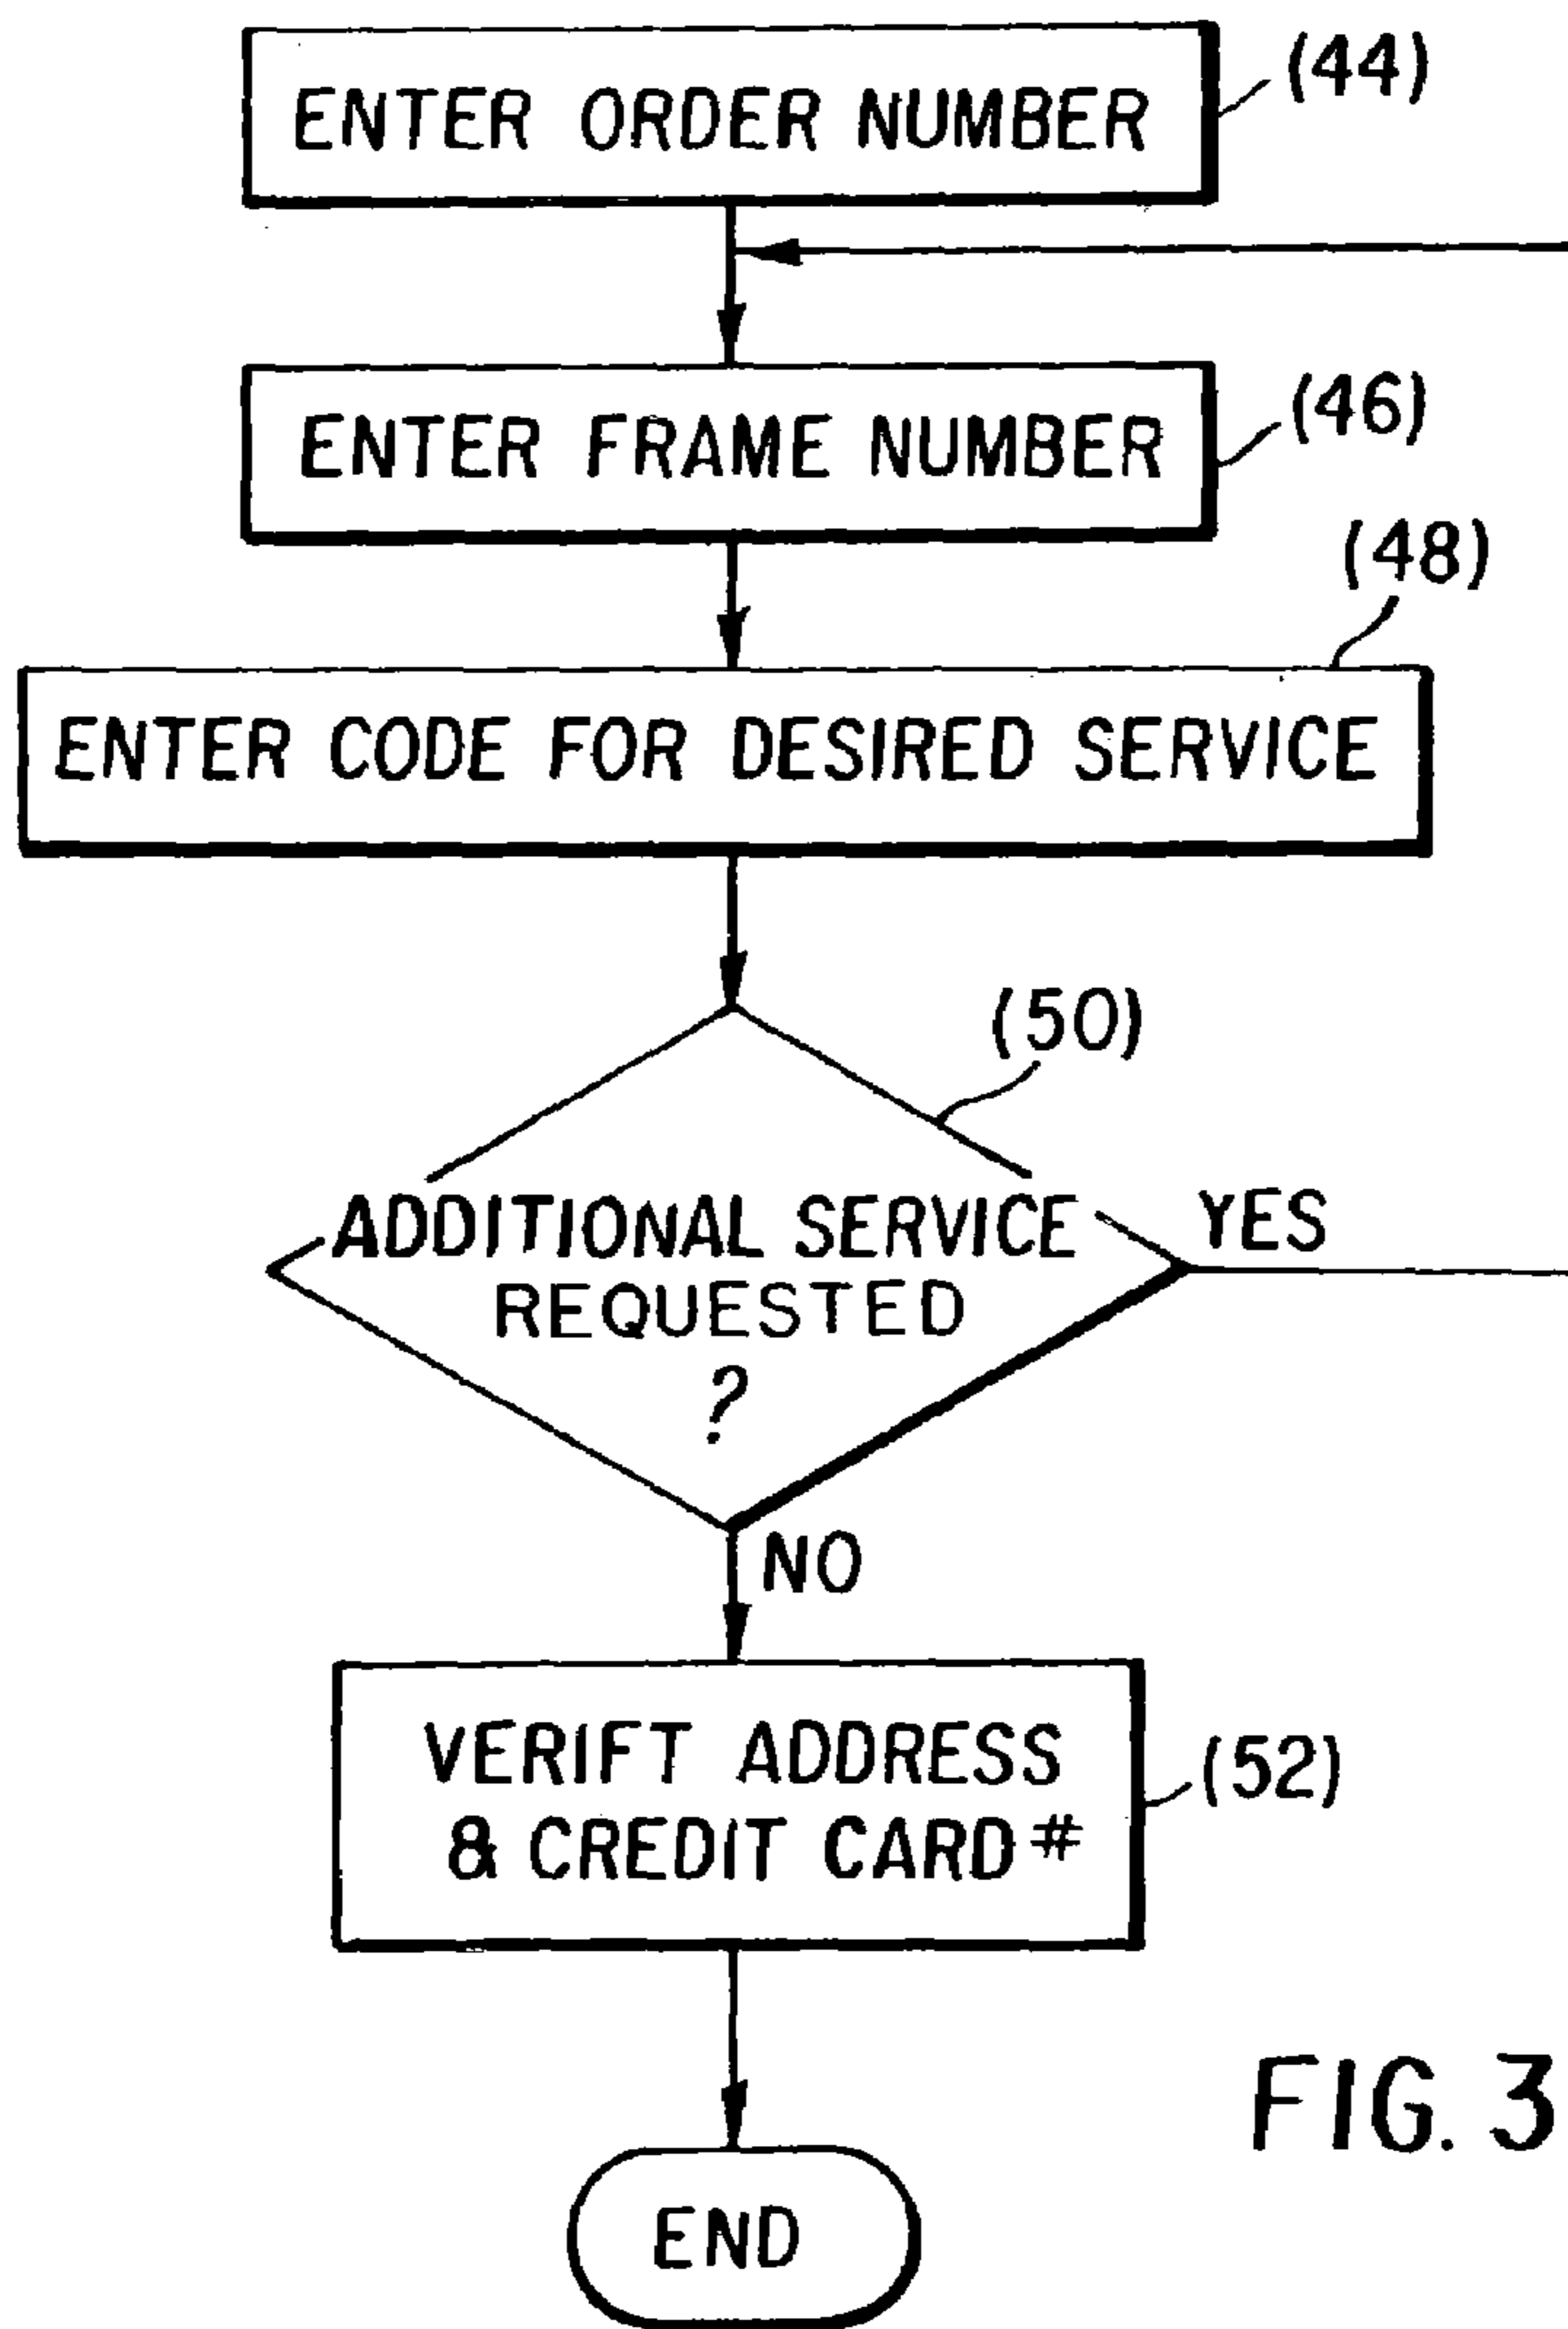 ENTER ORDER NUMBER
(44)
ENTER FRAME NUMBER
(46)
(48)
ENTER CODE FOR DESIRED SERVICE
(50)
ADDITIONAL SERVICE
REQUESTED
?
YES
NO
VERIFT ADDRESS
& CREDIT CARD #
(52)
FIG. 3
END